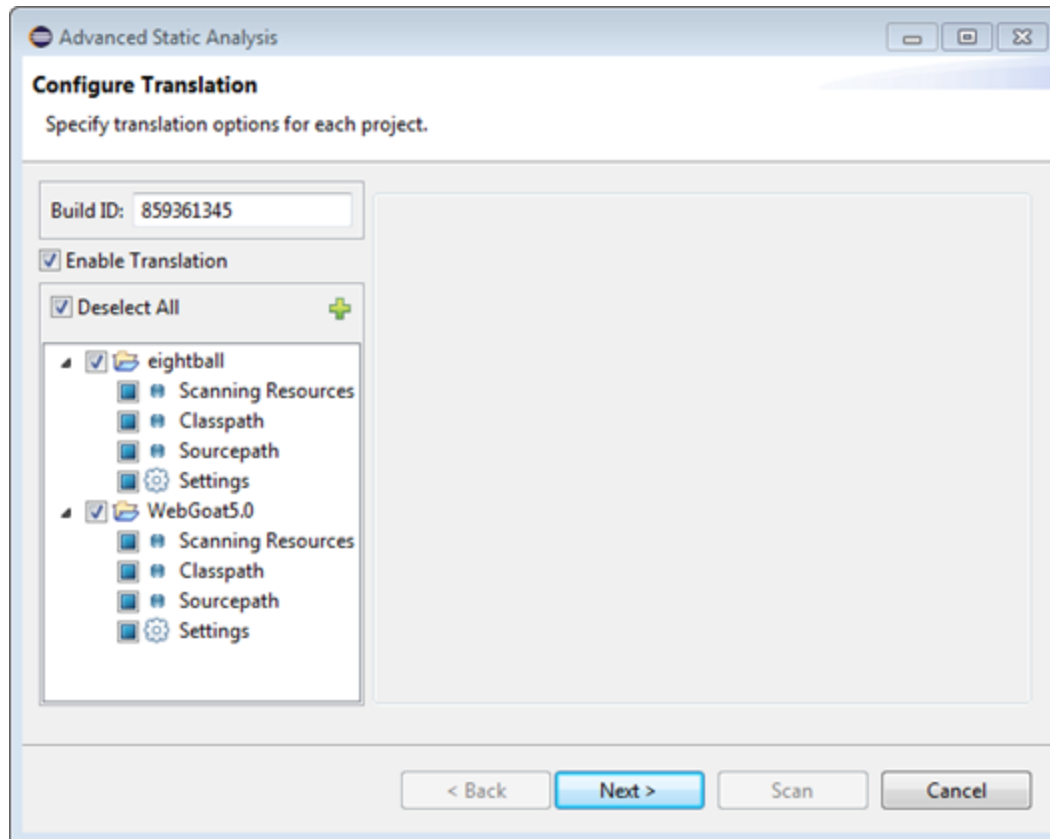 Advanced Static Analysis
Configure Translation
Specify translation options for each project.
Build ID: 859361345
Enable Translation
Deselect All
eightball
Scanning Resources
Classpath
Sourcepath
Settings
WebGoat5.0
Scanning Resources
Classpath
Sourcepath
Settings
< Back Next > Scan Cancel